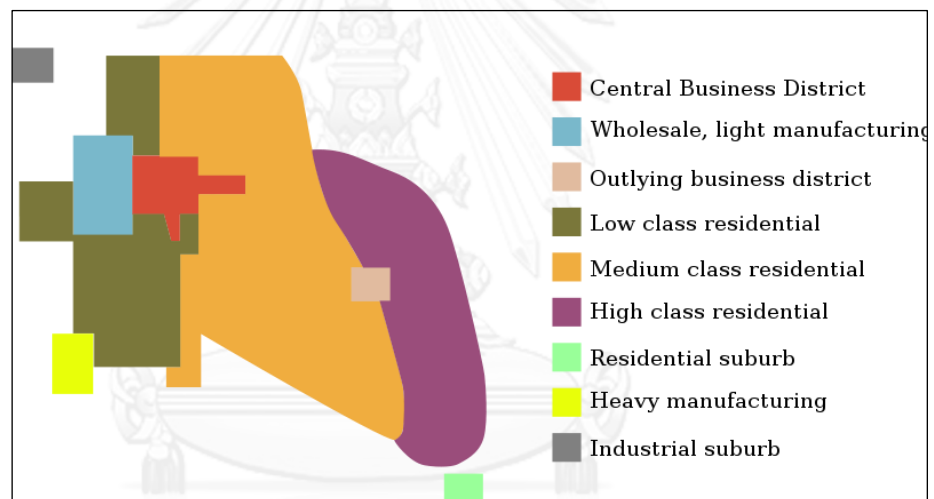 Central Business District
Wholesale, light manufacturing
Outlying business district
Low class residential
Medium class residential
High class residential
Residential suburb
Heavy manufacturing
Industrial suburb